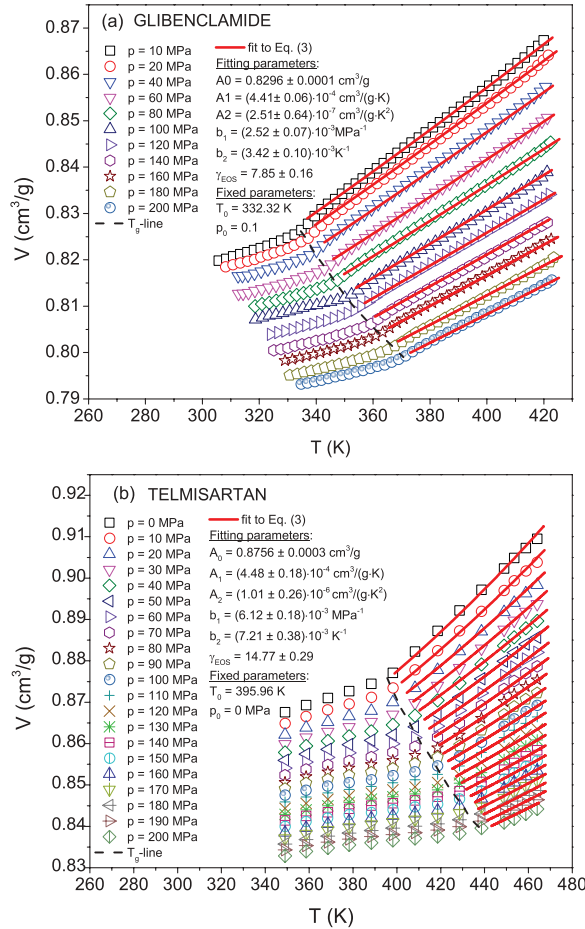 (a) GLIBENCLAMIDE
p = 10 MPa
p = 20 MPa
p = 40 MPa
p = 60 MPa
p = 80 MPa
p = 100 MPa
p = 120 MPa
p = 140 MPa
p = 160 MPa
p = 180 MPa
p = 200 MPa
T_g-line
fit to Eq. (3)
Fitting parameters:
A0 = 0.8296 ± 0.0001 cm³/g
A1 = (4.41± 0.06)·10⁻⁴ cm³/(g·K)
A2 = (2.51± 0.64)·10⁻⁷ cm³/(g·K²)
b₁ = (2.52 ± 0.07)·10⁻³MPa⁻¹
b₂ = (3.42 ± 0.10)·10⁻³K⁻¹
γ_EOS = 7.85 ± 0.16
Fixed parameters:
T₀ = 332.32 K
p₀ = 0.1
0.87
0.86
0.85
0.84
0.83
0.82
0.81
0.80
0.79
V (cm³/g)
260 280 300 320 340 360 380 400 420 440
T (K)
(b) TELMISARTAN
p = 0 MPa
p = 10 MPa
p = 20 MPa
p = 30 MPa
p = 40 MPa
p = 50 MPa
p = 60 MPa
p = 70 MPa
p = 80 MPa
p = 90 MPa
p = 100 MPa
p = 110 MPa
p = 120 MPa
p = 130 MPa
p = 140 MPa
p = 150 MPa
p = 160 MPa
p = 170 MPa
p = 180 MPa
p = 190 MPa
p = 200 MPa
T_g-line
fit to Eq. (3)
Fitting parameters:
A₀ = 0.8756 ± 0.0003 cm³/g
A₁ = (4.48 ± 0.18)·10⁻⁴ cm³/(g·K)
A₂ = (1.01 ± 0.26)·10⁻⁶ cm³/(g·K²)
b₁ = (6.12 ± 0.18)·10⁻³ MPa⁻¹
b₂ = (7.21 ± 0.38)·10⁻³ K⁻¹
γ_EOS = 14.77 ± 0.29
Fixed parameters:
T₀ = 395.96 K
p₀ = 0 MPa
0.92
0.91
0.90
0.89
0.88
0.87
0.86
0.85
0.84
0.83
V (cm³/g)
260 280 300 320 340 360 380 400 420 440 460 480
T (K)